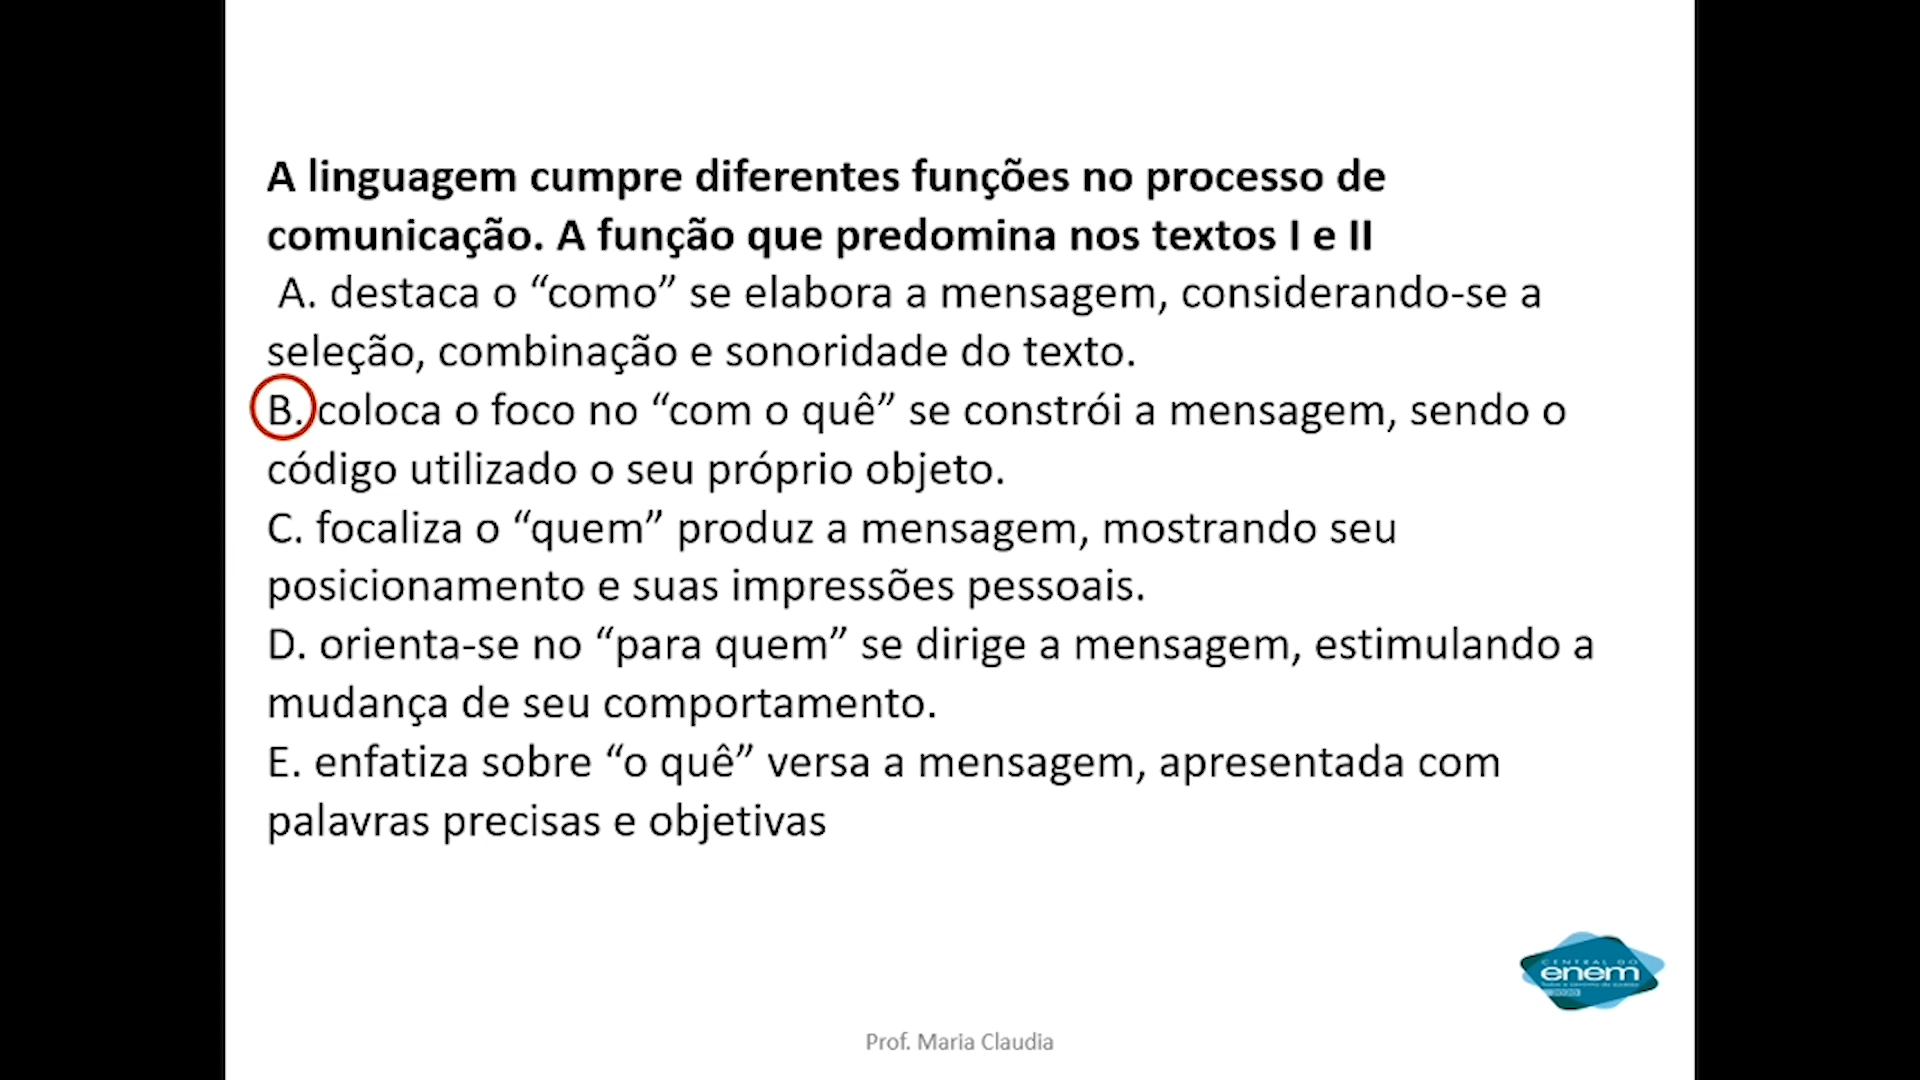 A linguagem cumpre diferentes funções no processo de
comunicação. A função que predomina nos textos I e II
A. destaca o “como” se elabora a mensagem, considerando-se a
seleção, combinação e sonoridade do texto.
B. coloca o foco no “com o quê” se constrói a mensagem, sendo o
código utilizado o seu próprio objeto.
C. focaliza o “quem” produz a mensagem, mostrando seu
posicionamento e suas impressões pessoais.
D. orienta-se no “para quem” se dirige a mensagem, estimulando a
mudança de seu comportamento.
E. enfatiza sobre “o quê” versa a mensagem, apresentada com
palavras precisas e objetivas
CENTRAL DO
enem
Prof. Maria Claudia